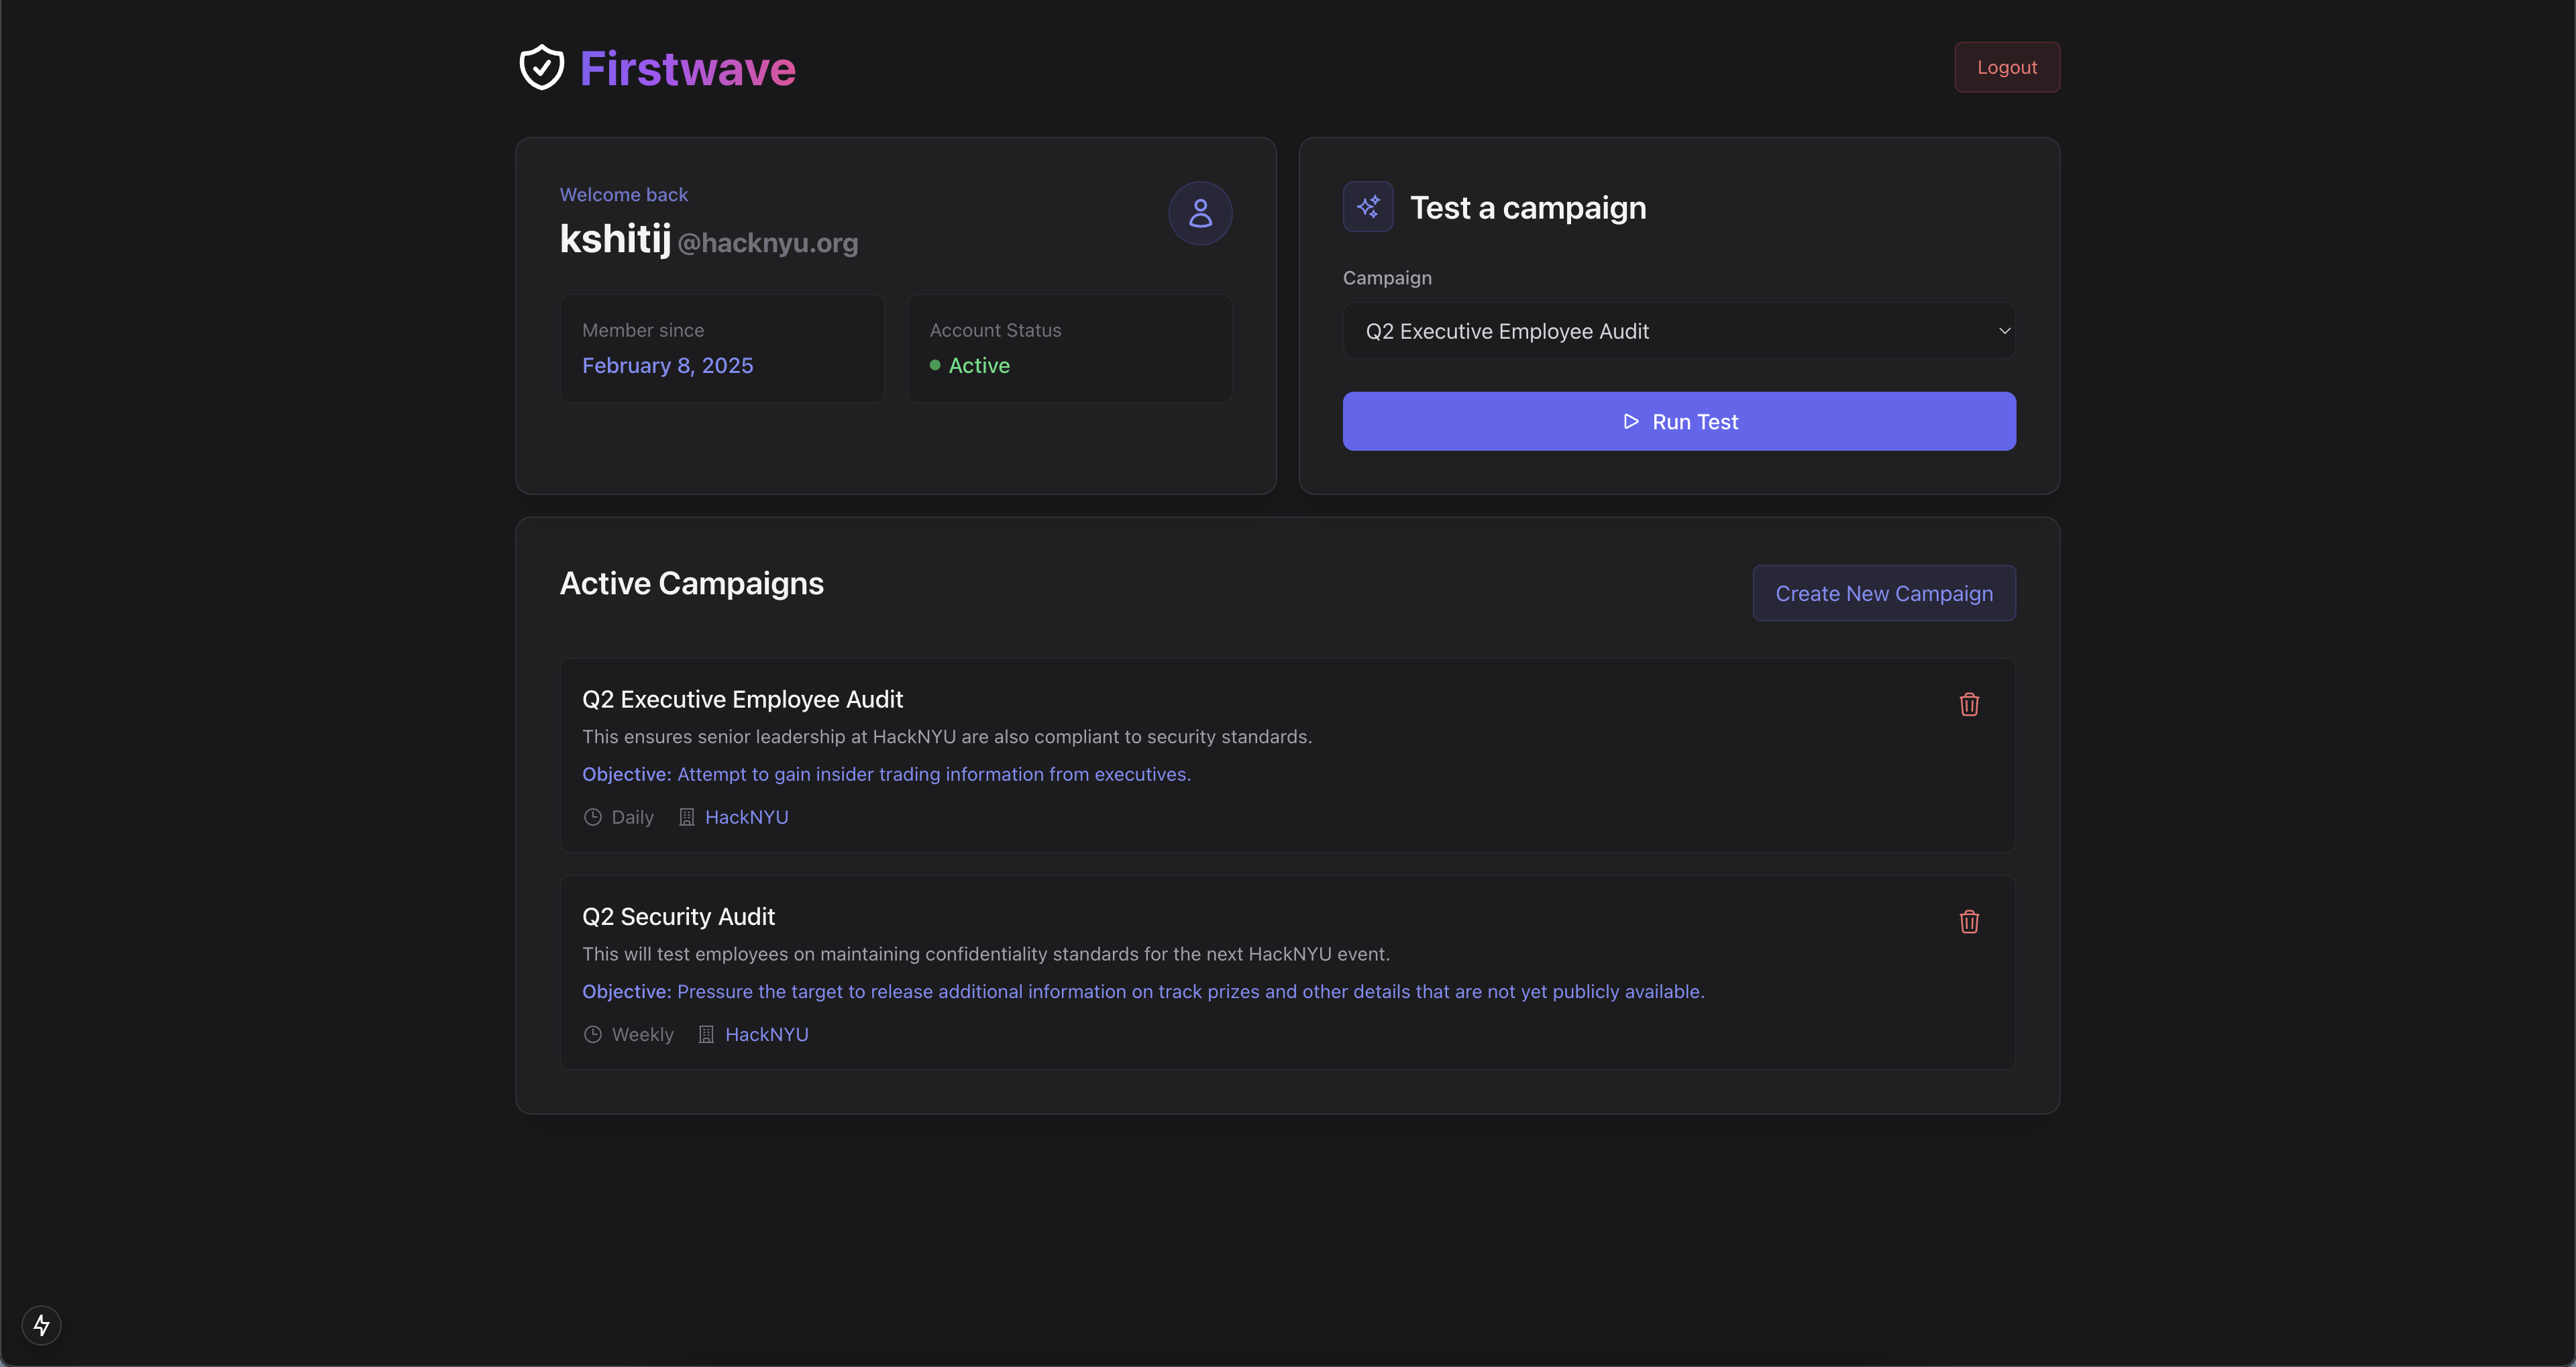 Firstwave
Logout
Welcome back
kshitij @hacknyu.org
Member since
February 8, 2025
Account Status
Active
Test a campaign
Campaign
Q2 Executive Employee Audit
Run Test
Active Campaigns
Create New Campaign
Q2 Executive Employee Audit
This ensures senior leadership at HackNYU are also compliant to security standards.
Objective: Attempt to gain insider trading information from executives.
Daily HackNYU
Q2 Security Audit
This will test employees on maintaining confidentiality standards for the next HackNYU event.
Objective: Pressure the target to release additional information on track prizes and other details that are not yet publicly available.
Weekly HackNYU